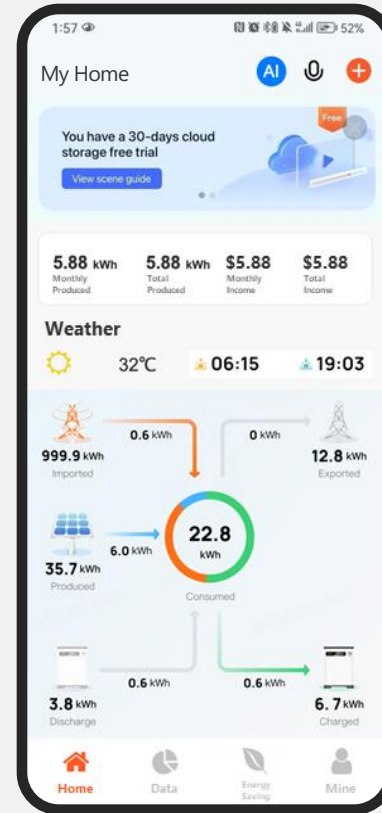 1:57
52%
My Home
AI
Free
You have a 30-days cloud
storage free trial
View scene guide
5.88 kWh
Monthly
Produced
5.88 kWh
Total
Produced
$5.88
Monthly
Income
$5.88
Total
Income
Weather
32℃
06:15
19:03
0.6 kWh
0 kWh
999.9 kWh
Imported
12.8 kWh
Exported
22.8
kWh
Consumed
6.0 kWh
35.7 kWh
Produced
0.6 kWh
0.6 kWh
3.8 kWh
Discharge
6.7 kWh
Charged
Home
Data
Energy
Saving
Mine